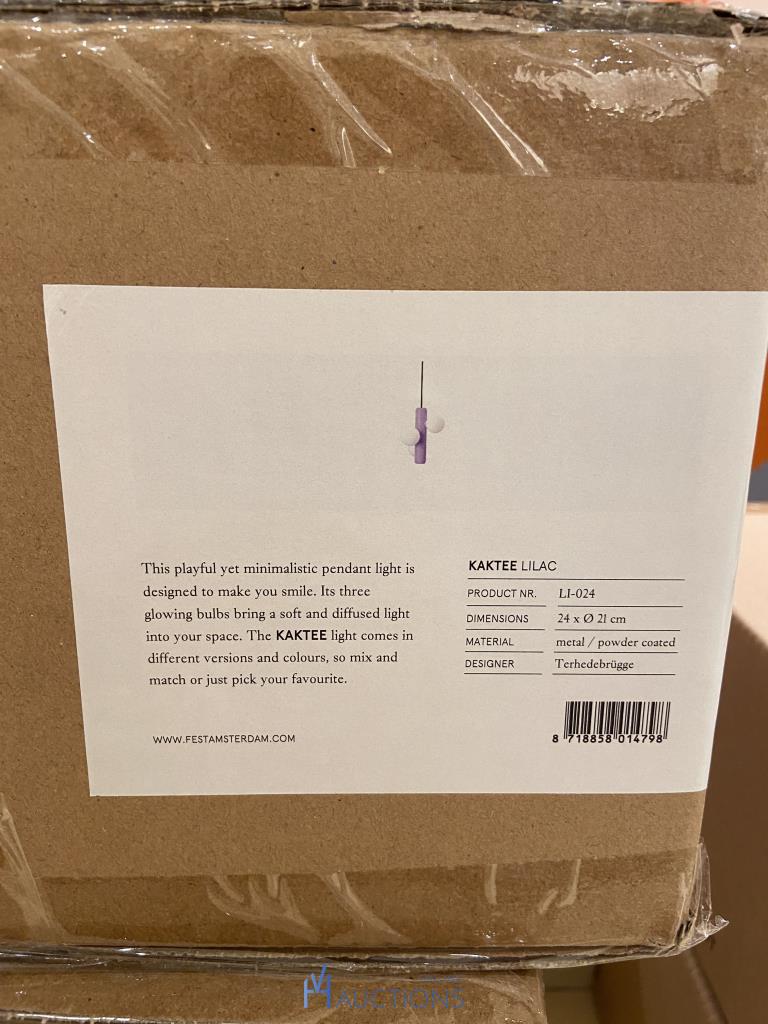 This playful yet minimalistic pendant light is
designed to make you smile. Its three
glowing bulbs bring a soft and diffused light
into your space. The KAKTEE light comes in
different versions and colours, so mix and
match or just pick your favourite.
WWW.FESTAMSTERDAM.COM
KAKTEE LILAC
PRODUCT NR. LI-024
DIMENSIONS 24 x Ø 21 cm
MATERIAL metal / powder coated
DESIGNER Terhedebrügge
8 718858 014798
AUCTIONS